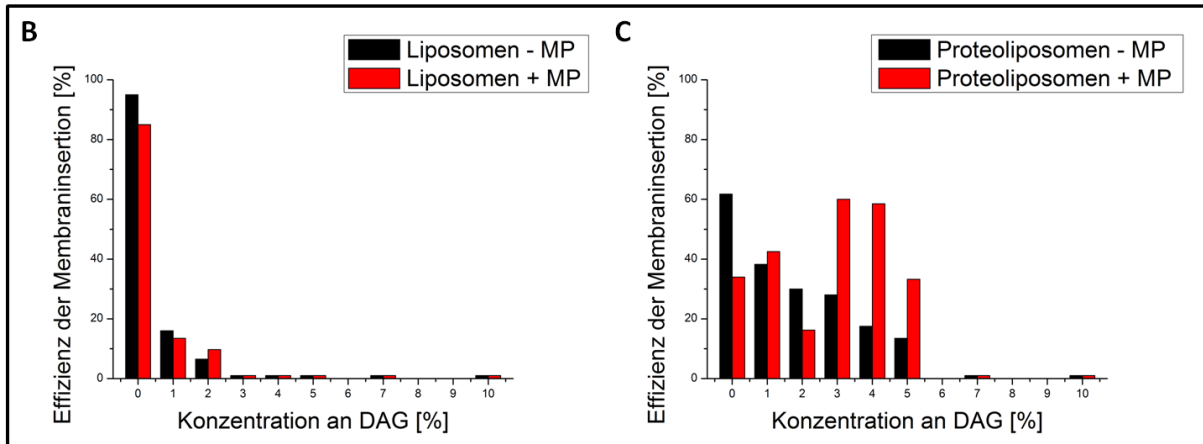 B
Liposomen - MP
Liposomen + MP
Effizienz der Membraninsertion [%]
100
80
60
40
20
0
0 1 2 3 4 5 6 7 8 9 10
Konzentration an DAG [%]
C
Proteoliposomen - MP
Proteoliposomen + MP
Effizienz der Membraninsertion [%]
100
80
60
40
20
0
0 1 2 3 4 5 6 7 8 9 10
Konzentration an DAG [%]